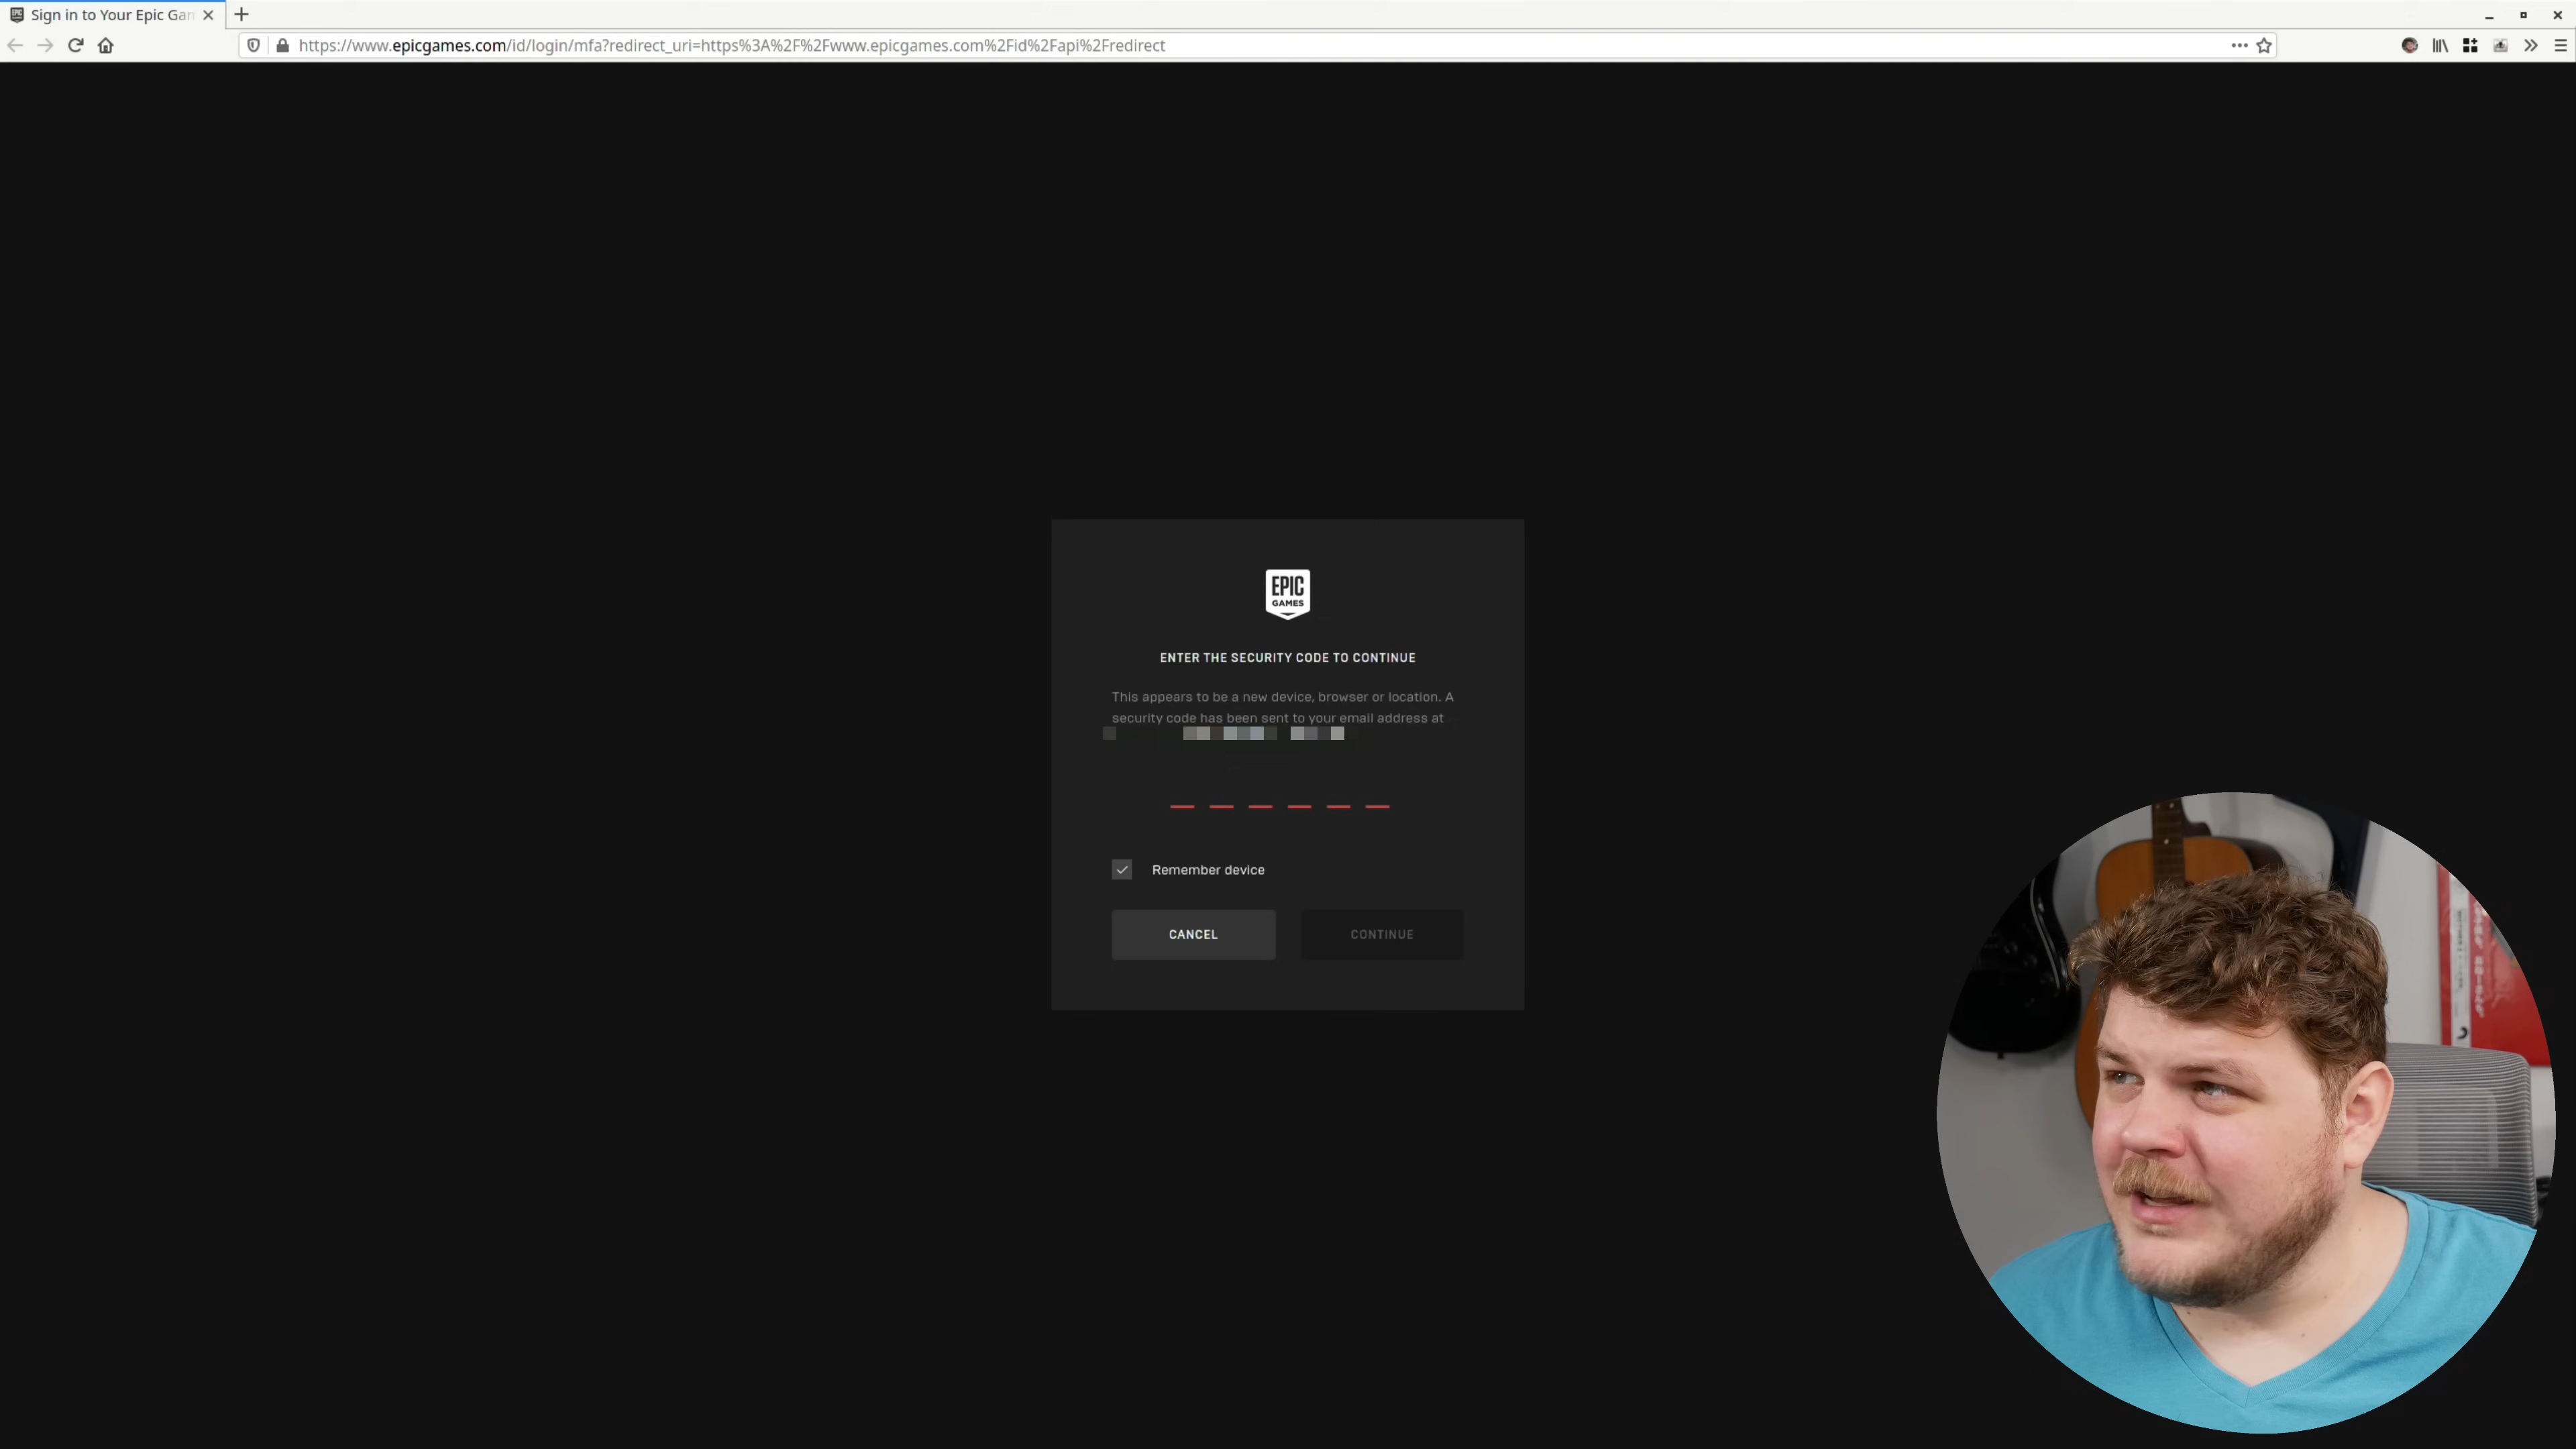 Sign in to Your Epic Gam
https://www.epicgames.com/id/login/mfa?redirect_uri=https%3A%2F%2Fwww.epicgames.com%2Fid%2Fapi%2Fredirect
EPIC
GAMES
ENTER THE SECURITY CODE TO CONTINUE
This appears to be a new device, browser or location. A
security code has been sent to your email address at
Remember device
CANCEL
CONTINUE